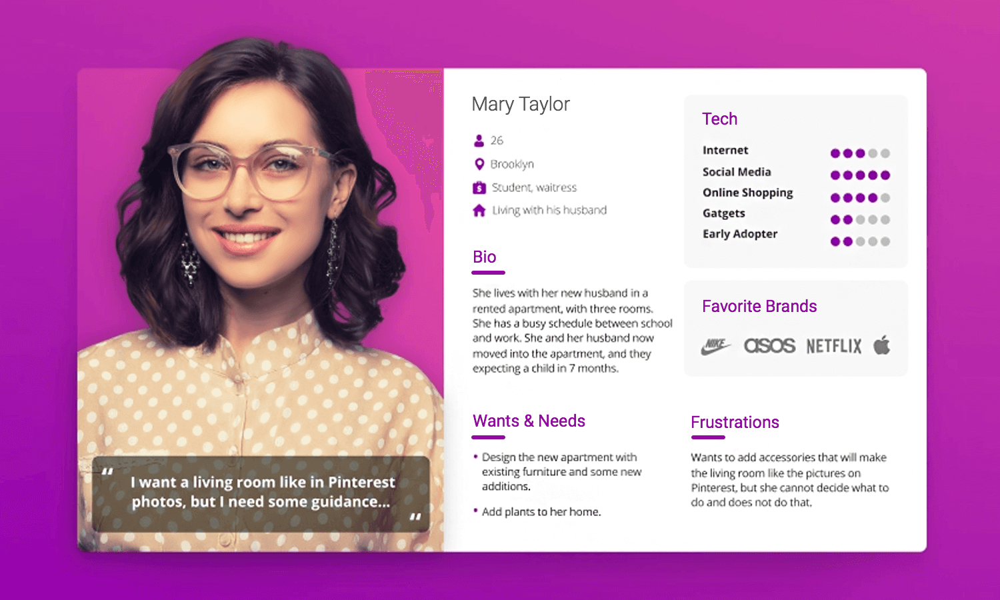 Mary Taylor
26
Brooklyn
Student, waitress
Living with his husband
Bio
She lives with her new husband in a
rented apartment, with three rooms.
She has a busy schedule between school
and work. She and her husband now
moved into the apartment, and they
expecting a child in 7 months.
Wants & Needs
• Design the new apartment with
existing furniture and some new
additions.
• Add plants to her home.
Tech
Internet
Social Media
Online Shopping
Gatgets
Early Adopter
Favorite Brands
NIKE asos NETFLIX
Frustrations
Wants to add accessories that will make
the living room like the pictures on
Pinterest, but she cannot decide what to
do and does not do that.
“ I want a living room like in Pinterest
photos, but I need some guidance... ”